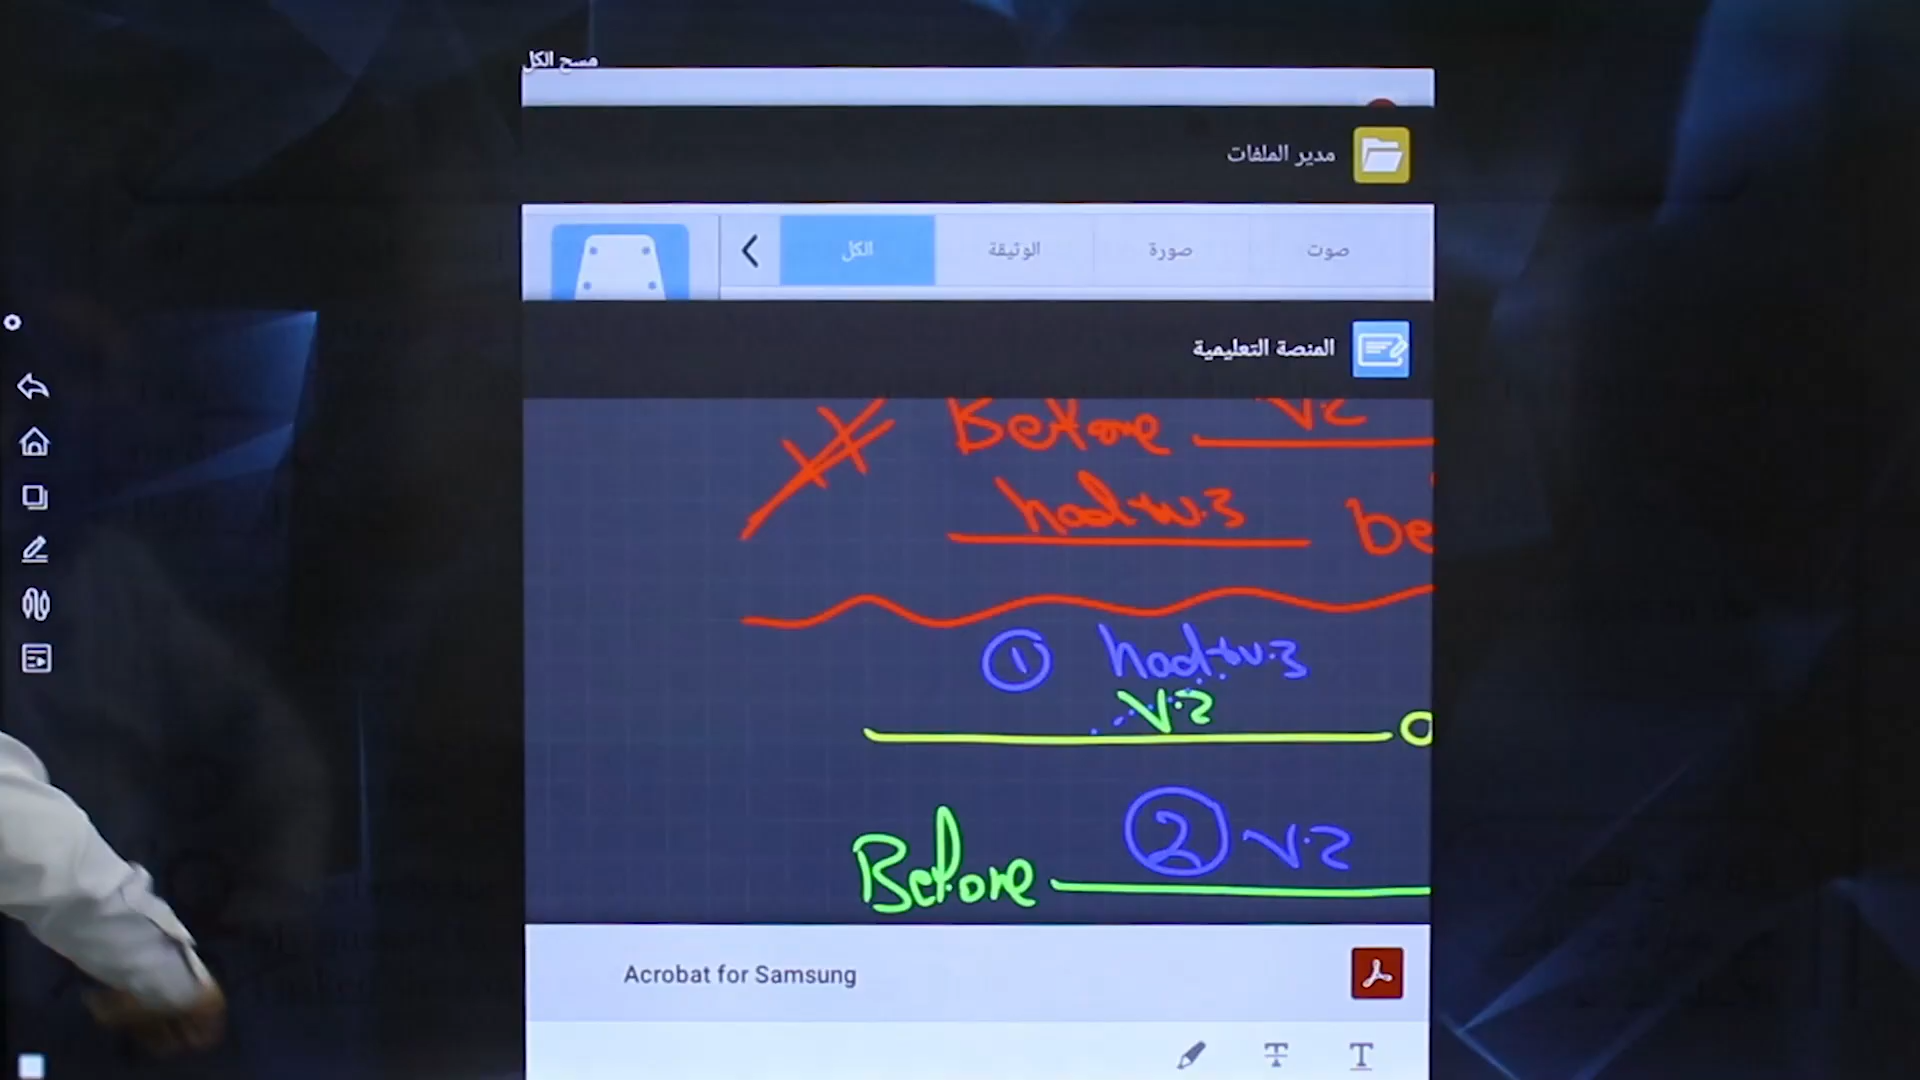 مسح الكل
مدير الملفات
الكل الوثيقة صورة صوت
المنصة التعليمية
Before V.2
had+v.3 be
① had+v.3
V.2
Before ② V.2
Acrobat for Samsung